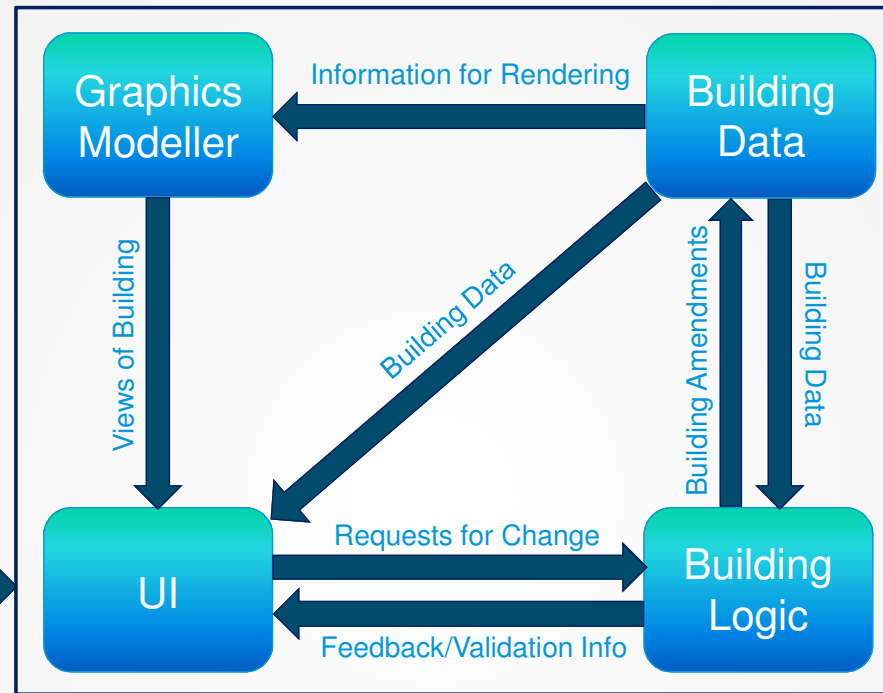 Graphics
Modeller
Information for Rendering
Building
Data
Views of Building
Building Data
Building Amendments
Building Data
UI
Requests for Change
Feedback/Validation Info
Building
Logic